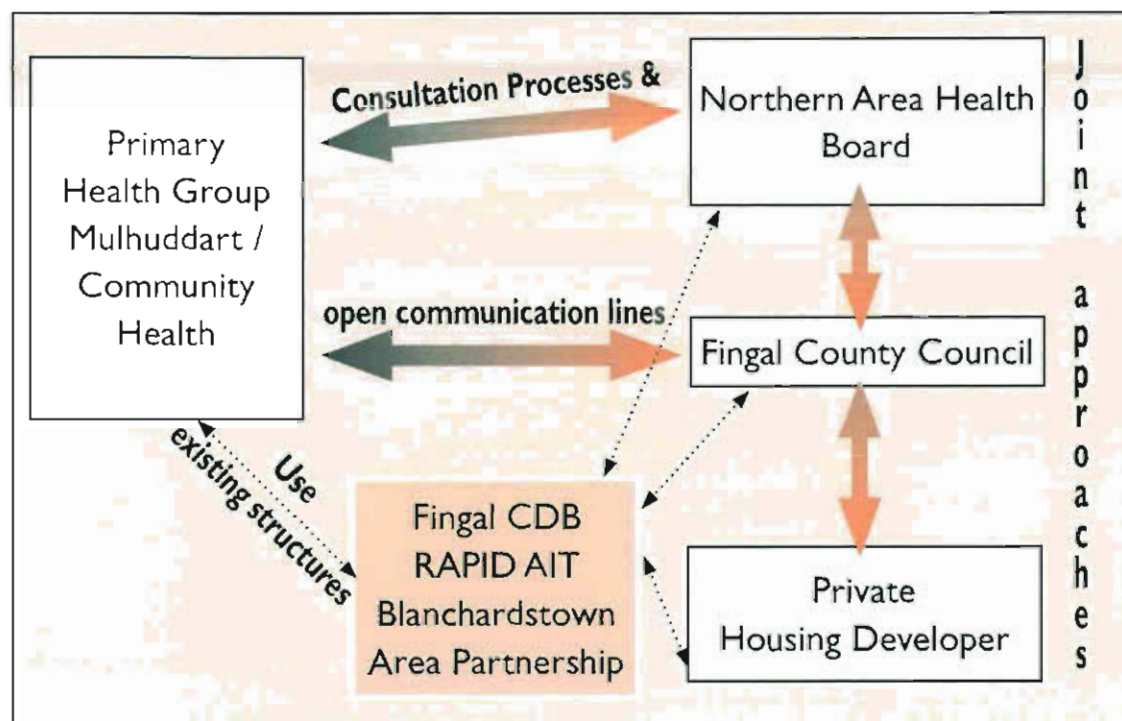 Primary
Health Group
Mulhuddart /
Community
Health
Consultation Processes &
open communication lines
Use
existing structures
Northern Area Health
Board
Fingal County Council
Private
Housing Developer
Fingal CDB
RAPID AIT
Blanchardstown
Area Partnership
Joint approaches